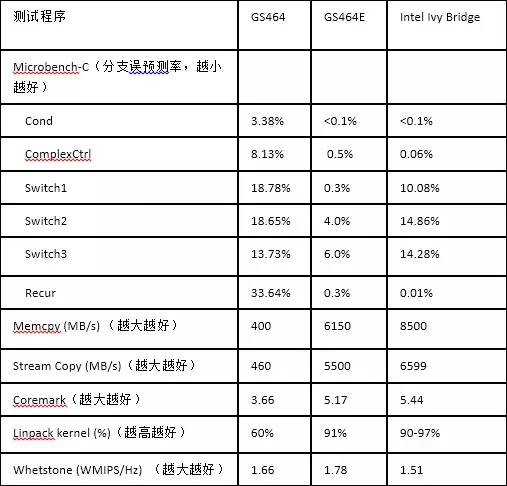 测试程序 GS464 GS464E Intel Ivy Bridge
Microbench-C（分支误预测率，越小
越好）
Cond 3.38% <0.1% <0.1%
ComplexCtrl 8.13% 0.5% 0.06%
Switch1 18.78% 0.3% 10.08%
Switch2 18.65% 4.0% 14.86%
Switch3 13.73% 6.0% 14.28%
Recur 33.64% 0.3% 0.01%
Memcpy (MB/s)（越大越好） 400 6150 8500
Stream Copy (MB/s)（越大越好） 460 5500 6599
Coremark（越大越好） 3.66 5.17 5.44
Linpack kernel (%)（越高越好） 60% 91% 90-97%
Whetstone (WMIPS/Hz)（越大越好） 1.66 1.78 1.51